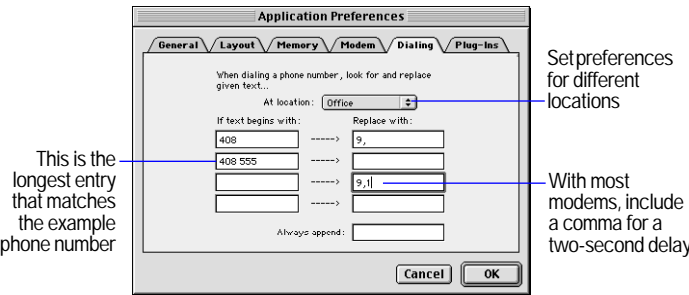 Application Preferences
General Layout Memory Modem Dialing Plug-Ins
When dialing a phone number, look for and replace
given text...
At location: Office
If text begins with: Replace with:
408 -----> 9,
408 555 ----->
-----> 9,1
----->
Always append:
Cancel OK
Set preferences
for different
locations
This is the
longest entry
that matches
the example
phone number
With most
modems, include
a comma for a
two-second delay